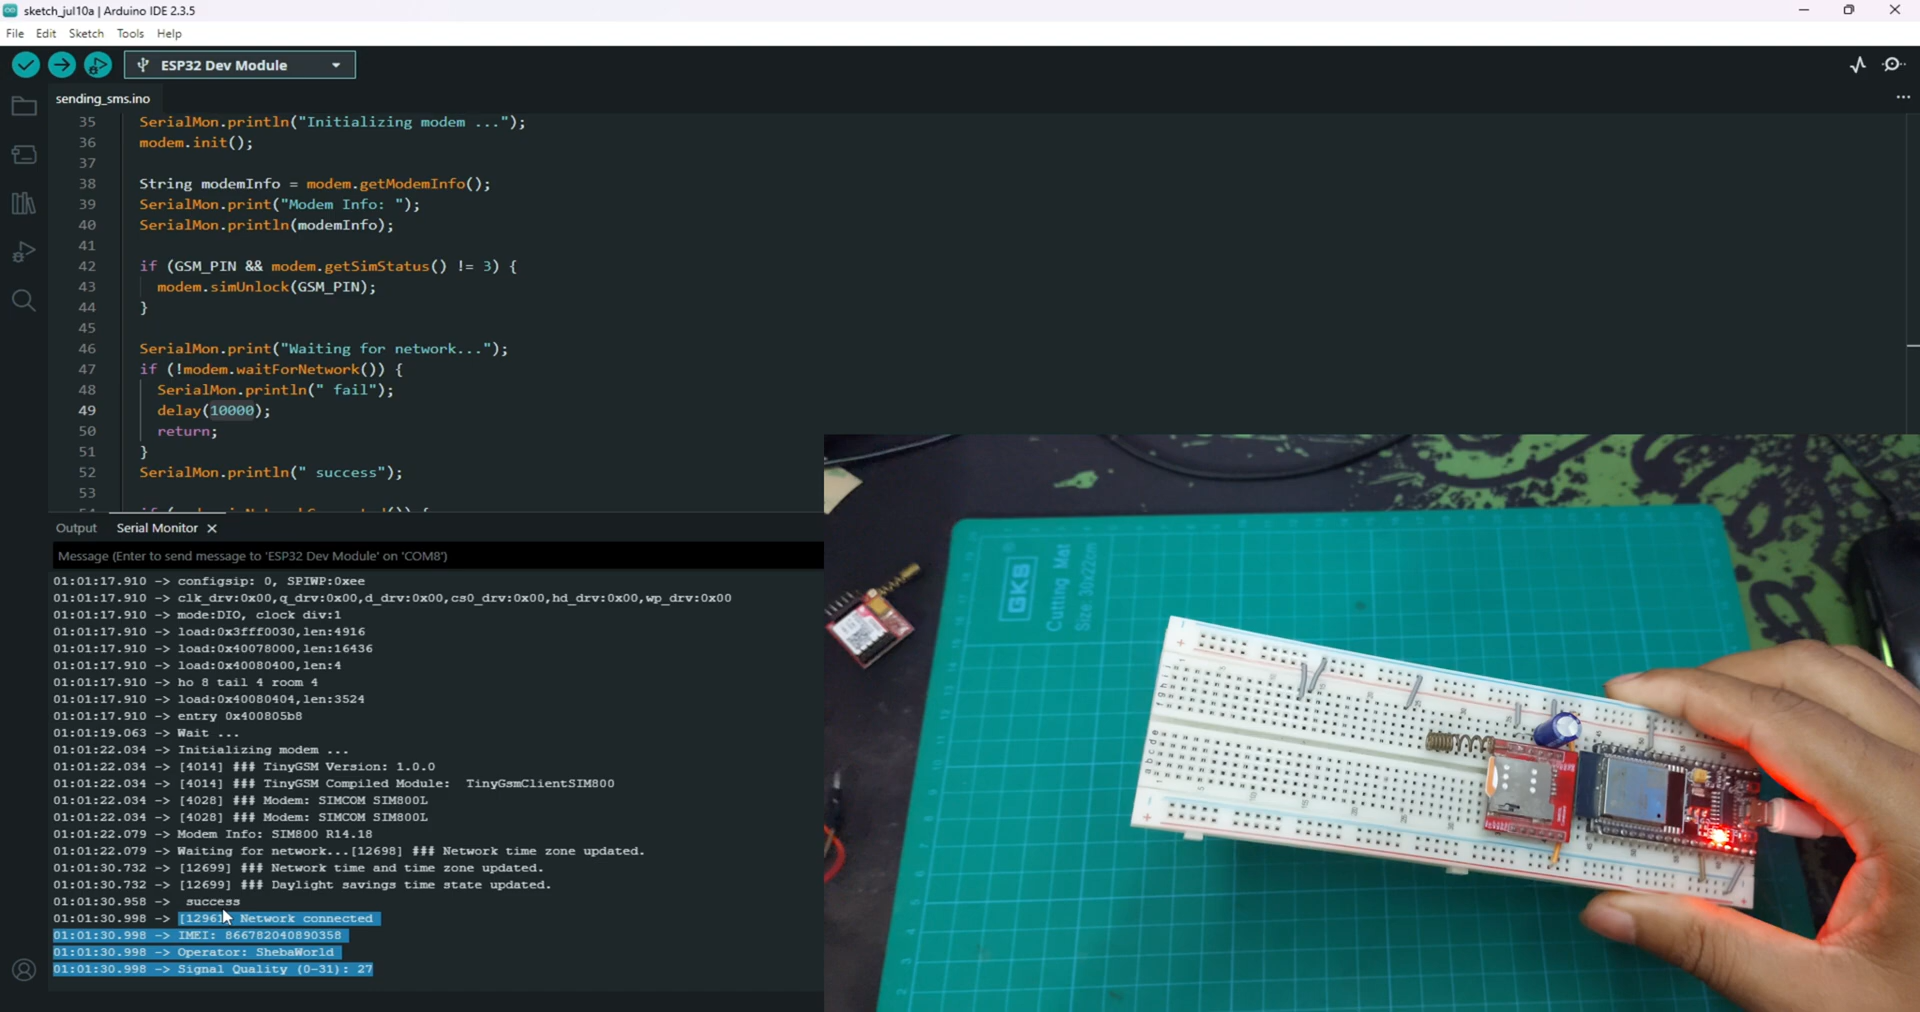 sketch_jul10a | Arduino IDE 2.3.5
File Edit Sketch Tools Help
ESP32 Dev Module
sending_sms.ino
35 SerialMon.println("Initializing modem ...");
36 modem.init();
37
38 String modemInfo = modem.getModemInfo();
39 SerialMon.print("Modem Info: ");
40 SerialMon.println(modemInfo);
41
42 if (GSM_PIN && modem.getSimStatus() != 3) {
43 modem.simUnlock(GSM_PIN);
44 }
45
46 SerialMon.print("Waiting for network...");
47 if (!modem.waitForNetwork()) {
48 SerialMon.println(" fail");
49 delay(10000);
50 return;
51 }
52 SerialMon.println(" success");
53
Output Serial Monitor
Message (Enter to send message to 'ESP32 Dev Module' on 'COM8')
01:01:17.910 -> configsip: 0, SPIWP:0xee
01:01:17.910 -> clk_drv:0x00,q_drv:0x00,d_drv:0x00,cs0_drv:0x00,hd_drv:0x00,wp_drv:0x00
01:01:17.910 -> mode:DIO, clock div:1
01:01:17.910 -> load:0x3fff0030,len:4916
01:01:17.910 -> load:0x40078000,len:16436
01:01:17.910 -> load:0x40080400,len:4
01:01:17.910 -> ho 8 tail 4 room 4
01:01:17.910 -> load:0x40080404,len:3524
01:01:17.910 -> entry 0x400805b8
01:01:19.063 -> Wait ...
01:01:22.034 -> Initializing modem ...
01:01:22.034 -> [4014] ### TinyGSM Version: 1.0.0
01:01:22.034 -> [4014] ### TinyGSM Compiled Module:  TinyGsmClientSIM800
01:01:22.034 -> [4028] ### Modem: SIMCOM SIM800L
01:01:22.034 -> [4028] ### Modem: SIMCOM SIM800L
01:01:22.079 -> Modem Info: SIM800 R14.18
01:01:22.079 -> Waiting for network...[12698] ### Network time zone updated.
01:01:30.732 -> [12699] ### Network time and time zone updated.
01:01:30.732 -> [12699] ### Daylight savings time state updated.
01:01:30.958 ->  success
01:01:30.998 -> [12961] Network connected
01:01:30.998 -> IMEI: 866782040890358
01:01:30.998 -> Operator: ShebaWorld
01:01:30.998 -> Signal Quality (0-31): 27
GKS
Cutting Mat
Size: 30x22cm